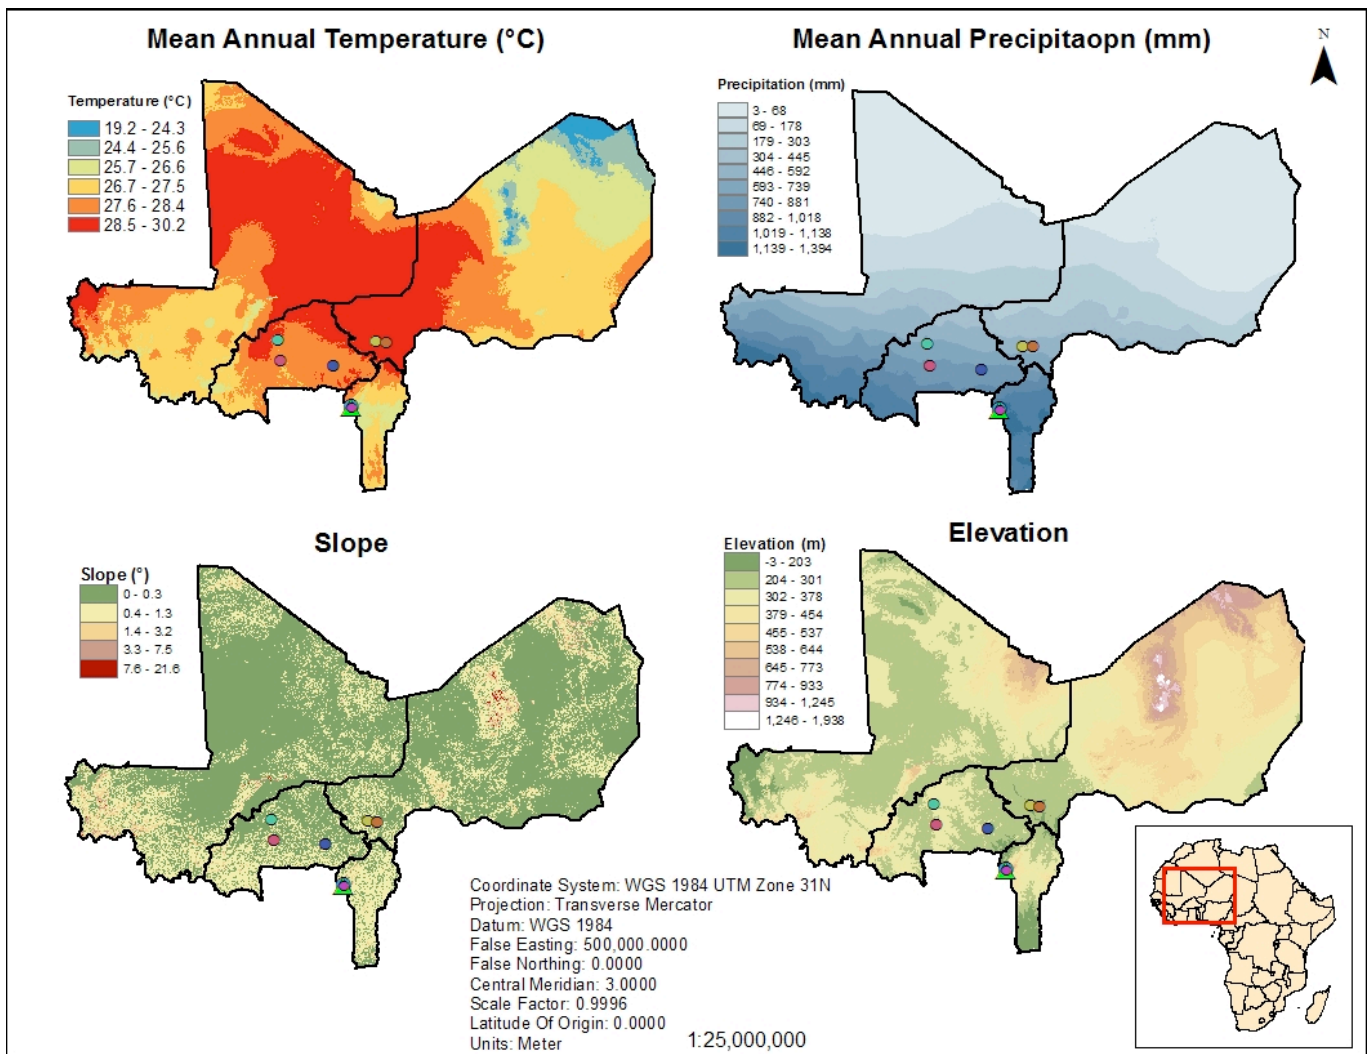 Mean Annual Temperature (°C)
Temperature (°C)
19.2 - 24.3
24.4 - 25.6
25.7 - 26.6
26.7 - 27.5
27.6 - 28.4
28.5 - 30.2
Mean Annual Precipitaopn (mm)
N
Precipitation (mm)
3 - 68
69 - 178
179 - 303
304 - 445
446 - 592
593 - 739
740 - 881
882 - 1,018
1,019 - 1,138
1,139 - 1,394
Slope
Slope (°)
0 - 0.3
0.4 - 1.3
1.4 - 3.2
3.3 - 7.5
7.6 - 21.6
Elevation
Elevation (m)
-3 - 203
204 - 301
302 - 378
379 - 454
455 - 537
538 - 644
645 - 773
774 - 933
934 - 1,245
1,246 - 1,938
Coordinate System: WGS 1984 UTM Zone 31N
Projection: Transverse Mercator
Datum: WGS 1984
False Easting: 500,000.0000
False Northing: 0.0000
Central Meridian: 3.0000
Scale Factor: 0.9996
Latitude Of Origin: 0.0000
Units: Meter
1:25,000,000